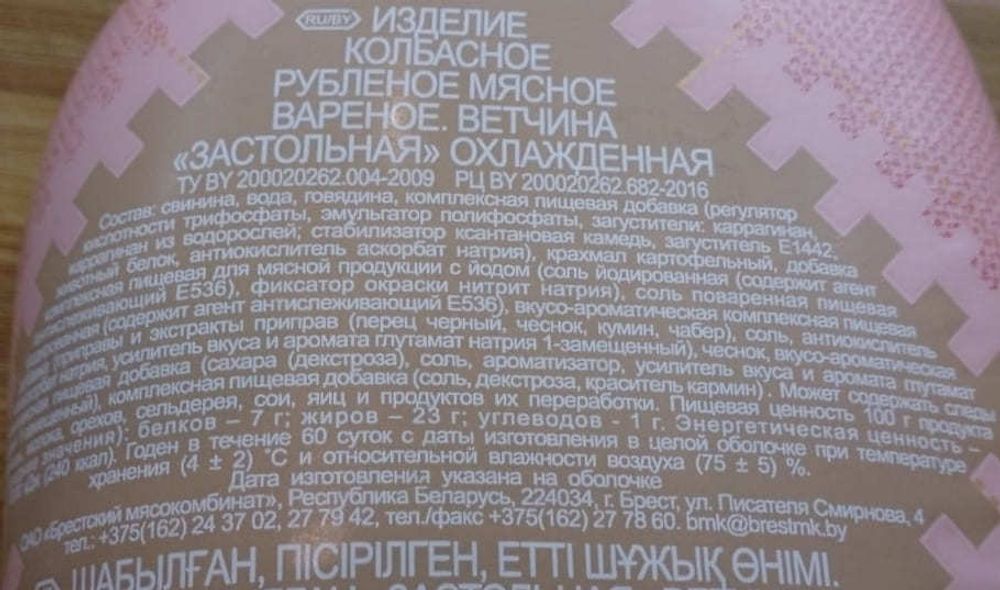 RU/BY ИЗДЕЛИЕ
КОЛБАСНОЕ
РУБЛЕНОЕ МЯСНОЕ
ВАРЕНОЕ. ВЕТЧИНА
«ЗАСТОЛЬНАЯ» ОХЛАЖДЕННАЯ
ТУ BY 200020262.004-2009 РЦ BY 200020262.682-2016
Состав: свинина, вода, говядина, комплексная пищевая добавка (регулятор
кислотности трифосфаты, эмульгатор полифосфаты, загустители: каррагинан,
каррагинан из водорослей; стабилизатор ксантановая камедь, загуститель Е1442,
животный белок, антиокислитель аскорбат натрия), крахмал картофельный, добавка
комплексная пищевая для мясной продукции с йодом (соль йодированная (содержит агент
антислеживающий Е536), фиксатор окраски нитрит натрия), соль поваренная пищевая
(содержит агент антислеживающий Е536), вкусо-ароматическая комплексная пищевая
приправы и экстракты приправ (перец черный, чеснок, кумин, чабер), соль, антиокислитель
натрия, усилитель вкуса и аромата глутамат натрия 1-замещенный), чеснок, вкусо-ароматическая
пищевая добавка (сахара (декстроза), соль, ароматизатор, усилитель вкуса и аромата глутамат
комплексная пищевая добавка (соль, декстроза, краситель кармин). Может содержать следы
орехов, сельдерея, сои, яиц и продуктов их переработки. Пищевая ценность 100 г продукта
значения): белков – 7 г; жиров – 23 г; углеводов - 1 г. Энергетическая ценность –
(240 ккал). Годен в течение 60 суток с даты изготовления в целой оболочке при температуре
хранения (4 ± 2) °С и относительной влажности воздуха (75 ± 5) %.
Дата изготовления указана на оболочке
ОАО «Брестский мясокомбинат», Республика Беларусь, 224034, г. Брест, ул. Писателя Смирнова, 4
тел.: +375(162) 24 37 02, 27 79 42, тел./факс +375(162) 27 78 60. bmk@brestmk.by
ШАБЫЛҒАН, ПІСІРІЛГЕН, ЕТТІ ШҰЖЫҚ ӨНІМІ.